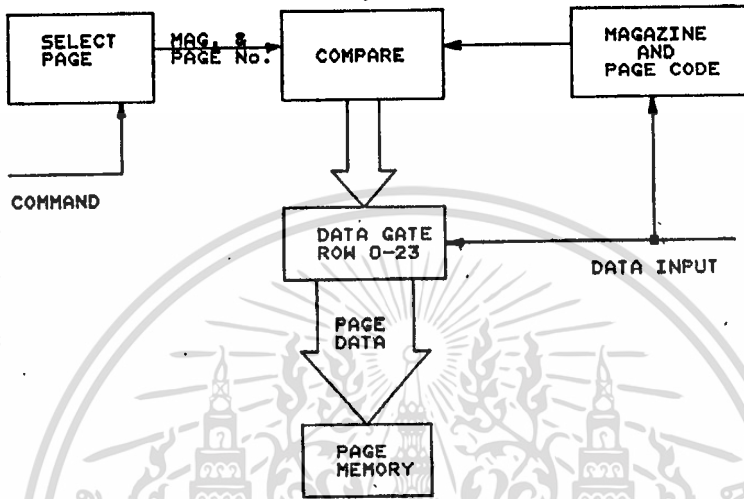 SELECT
PAGE
MAG. &
PAGE No.
COMPARE
MAGAZINE
AND
PAGE CODE
COMMAND
DATA GATE
ROW 0-23
DATA INPUT
PAGE
DATA
PAGE
MEMORY